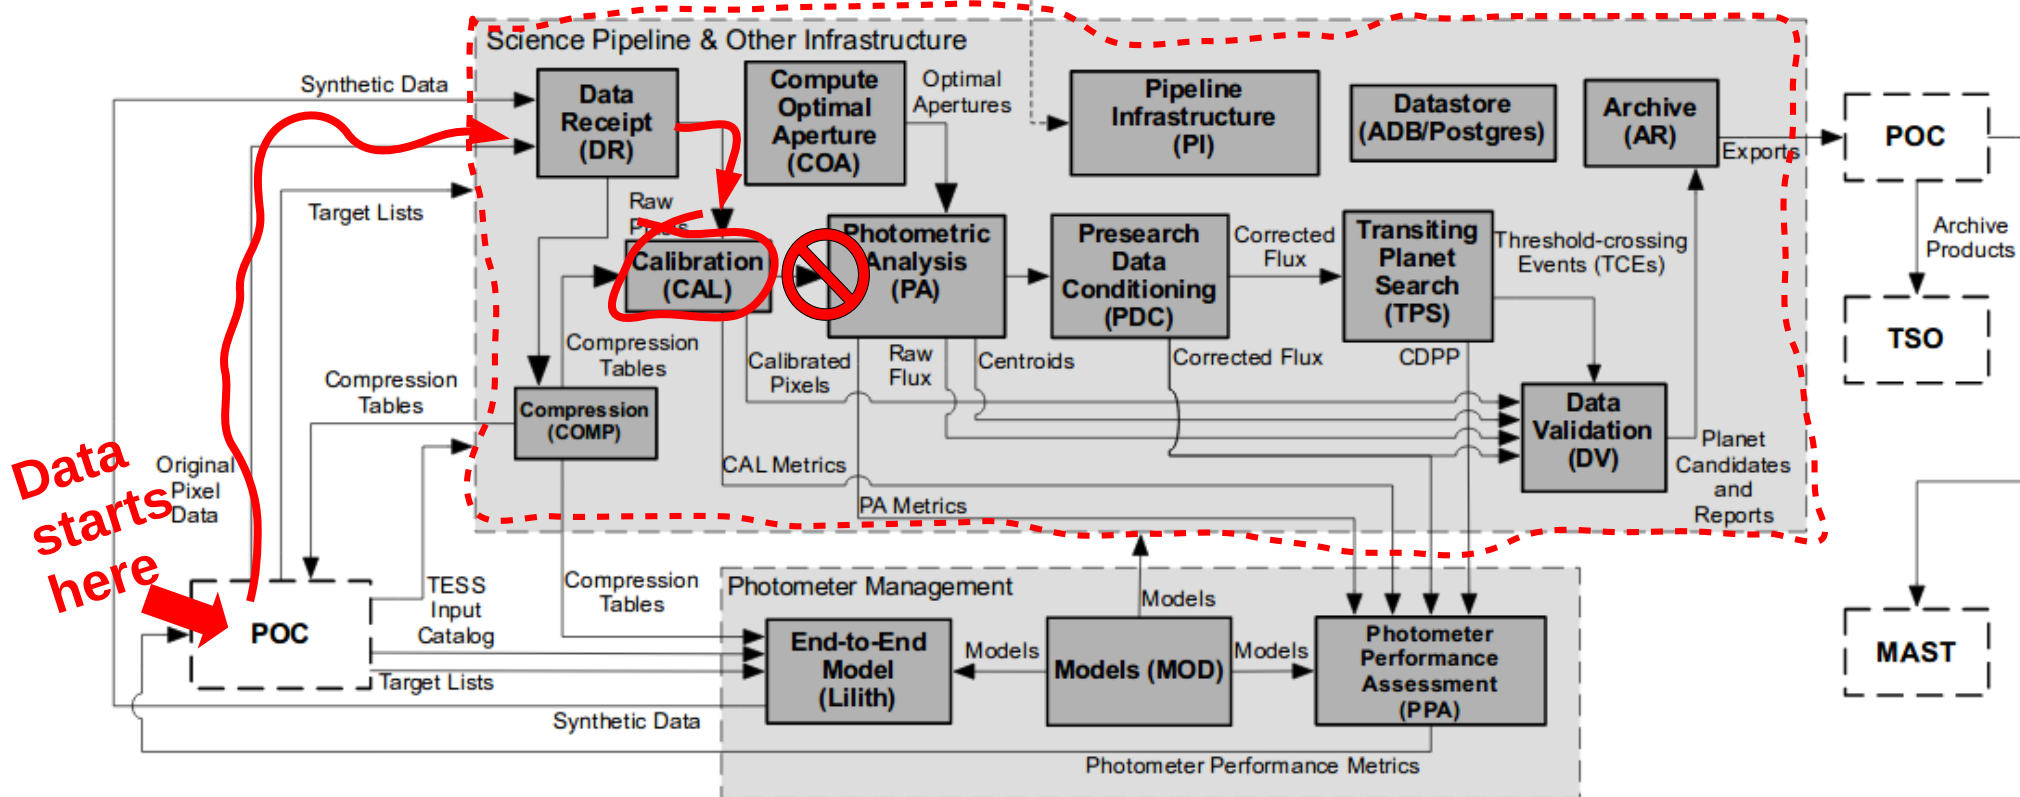 Science Pipeline & Other Infrastructure
Synthetic Data
Data
Receipt
(DR)
Compute
Optimal
Aperture
(COA)
Optimal
Apertures
Pipeline
Infrastructure
(PI)
Datastore
(ADB/Postgres)
Archive
(AR)
Exports
POC
Archive
Products
TSO
MAST
Target Lists
Raw
Pixels
Calibration
(CAL)
Photometric
Analysis
(PA)
Presearch
Data
Conditioning
(PDC)
Corrected
Flux
Transiting
Planet
Search
(TPS)
Threshold-crossing
Events (TCEs)
Compression
Tables
Compression
Tables
Calibrated
Pixels
Raw
Flux
Centroids
Corrected Flux
CDPP
Compression
(COMP)
Data
Validation
(DV)
Planet
Candidates
and
Reports
CAL Metrics
PA Metrics
Data
starts
here
Original
Pixel
Data
POC
TESS
Input
Catalog
Target Lists
Synthetic Data
Compression
Tables
Photometer Management
Models
End-to-End
Model
(Lilith)
Models
Models (MOD)
Models
Photometer
Performance
Assessment
(PPA)
Photometer Performance Metrics